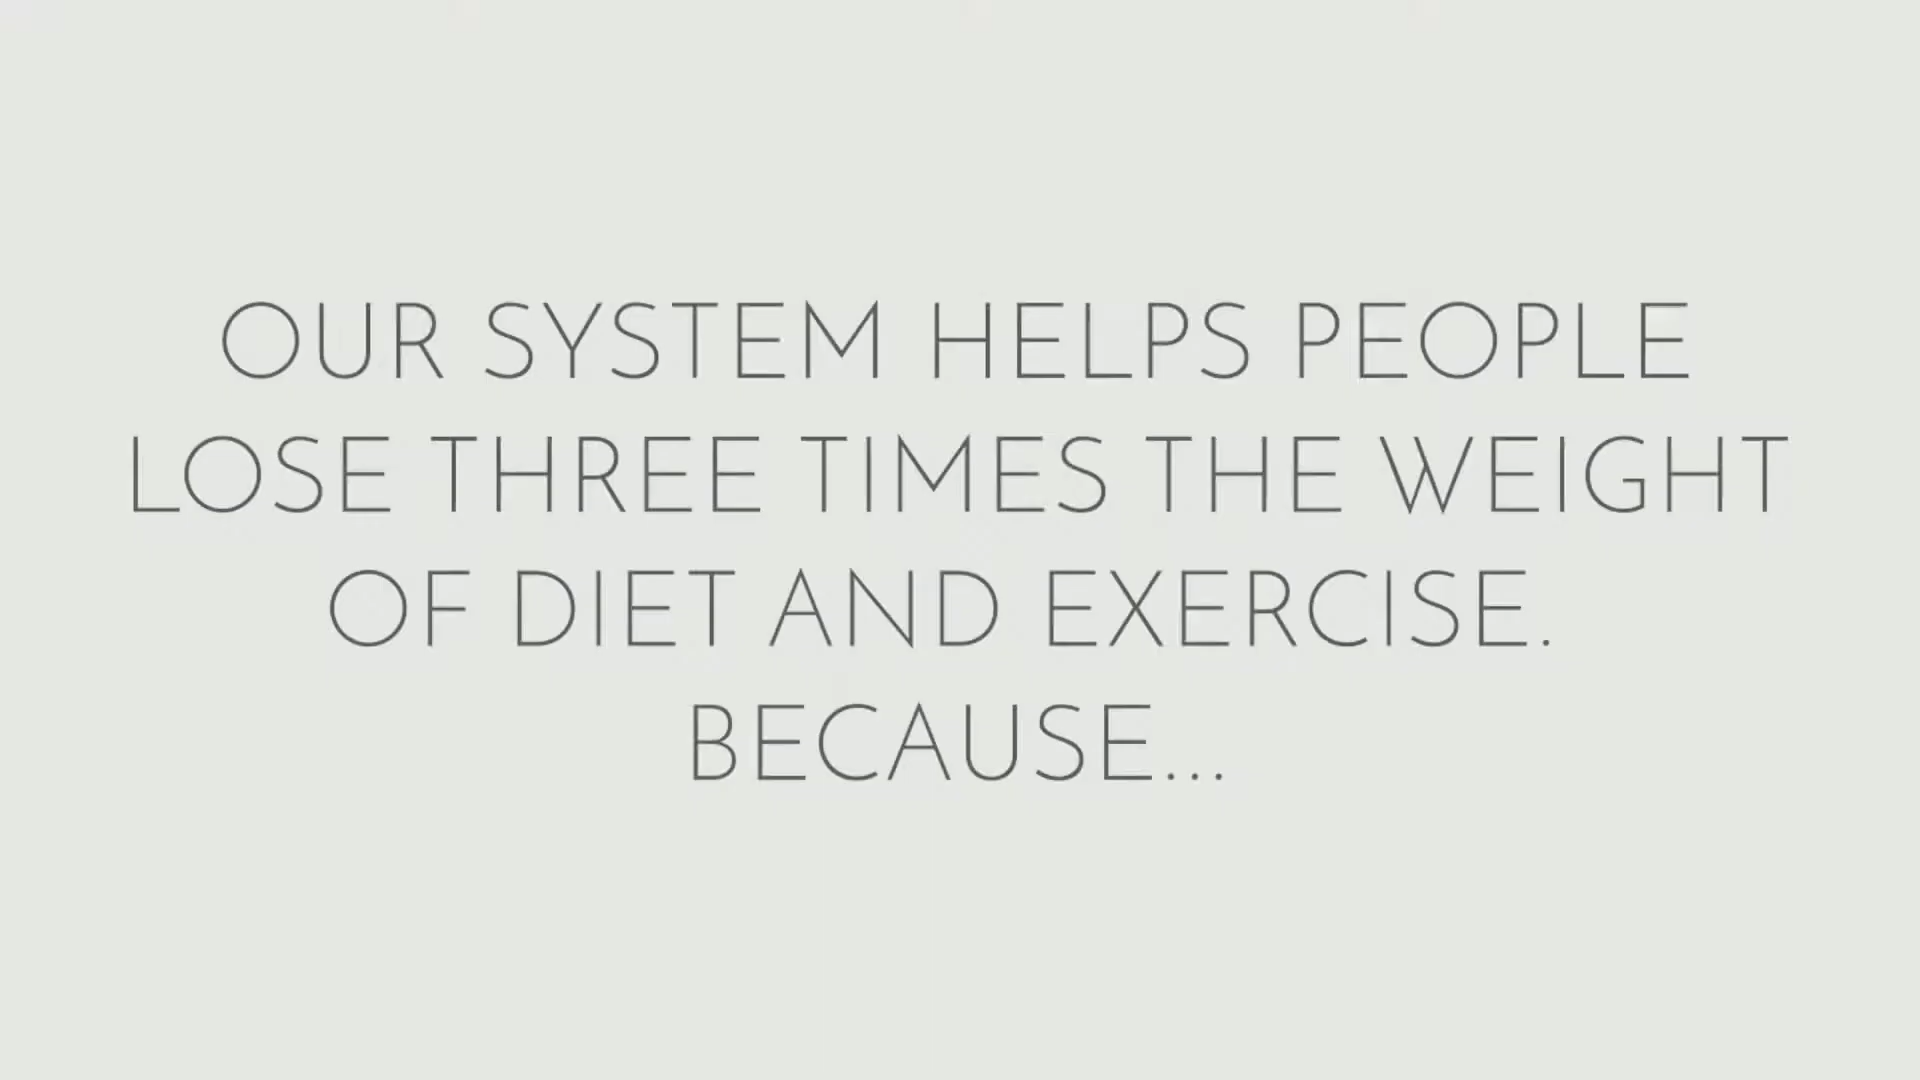 OUR SYSTEM HELPS PEOPLE
LOSE THREE TIMES THE WEIGHT
OF DIET AND EXERCISE.
BECAUSE...